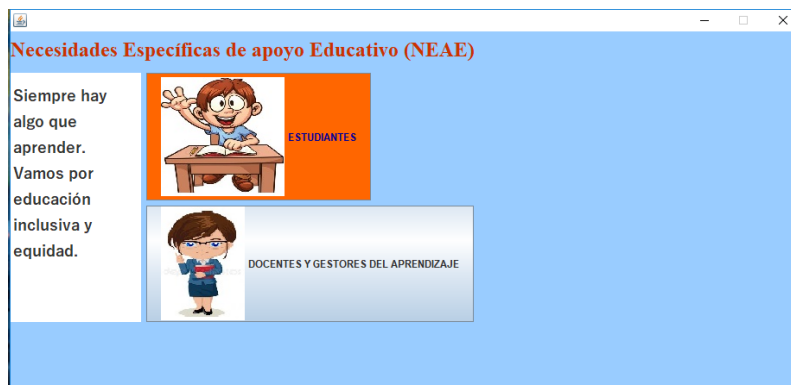 Necesidades Específicas de apoyo Educativo (NEAE)
Siempre hay
algo que
aprender.
Vamos por
educación
inclusiva y
equidad.
ESTUDIANTES
DOCENTES Y GESTORES DEL APRENDIZAJE